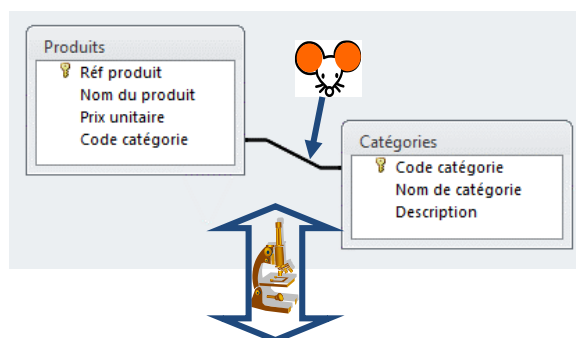 Produits
Réf produit
Nom du produit
Prix unitaire
Code catégorie
Catégories
Code catégorie
Nom de catégorie
Description